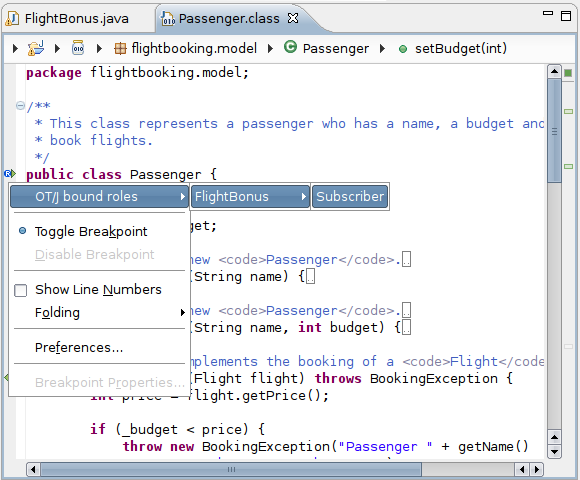 FlightBonus.java
Passenger.class
flightbooking.model
Passenger
setBudget(int)
package flightbooking.model;
/**
* This class represents a passenger who has a name, a budget and
* book flights.
*/
public class Passenger {
OT/J bound roles
FlightBonus
Subscriber
get;
Toggle Breakpoint
Disable Breakpoint
new <code>Passenger</code>.
(String name) {
Show Line Numbers
new <code>Passenger</code>.
Folding
(String name, int budget) {
Preferences...
mplements the booking of a <code>Flight</code
Breakpoint Properties...
(Flight flight) throws BookingException {
int price = flight.getPrice();
if (_budget < price) {
throw new BookingException("Passenger " + getName()